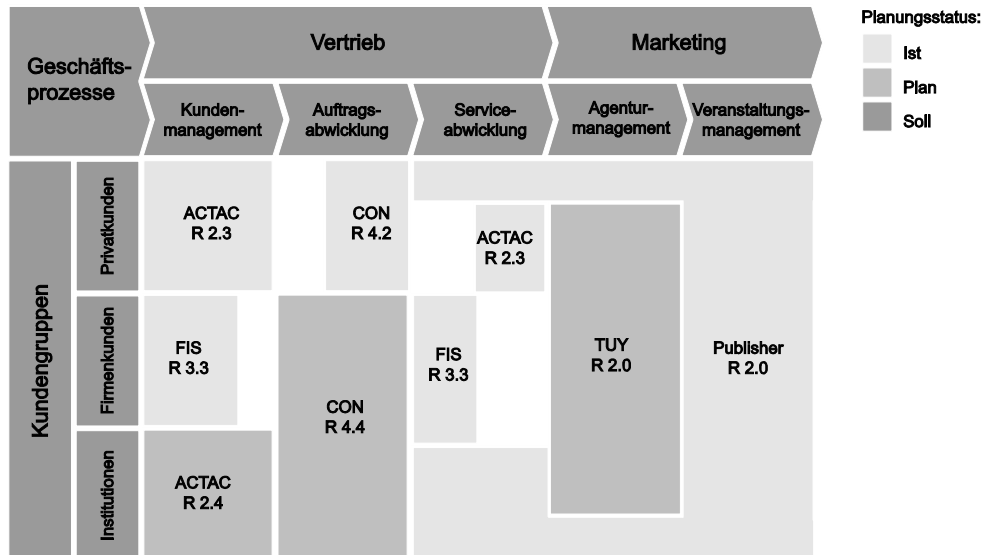 Geschäfts-
prozesse
Vertrieb
Marketing
Kunden-
management
Auftrags-
abwicklung
Service-
abwicklung
Agentur-
management
Veranstaltungs-
management
Planungsstatus:
Ist
Plan
Soll
Kundengruppen
Privatkunden
ACTAC
R 2.3
CON
R 4.2
ACTAC
R 2.3
Firmenkunden
FIS
R 3.3
CON
R 4.4
FIS
R 3.3
TUY
R 2.0
Publisher
R 2.0
Institutionen
ACTAC
R 2.4